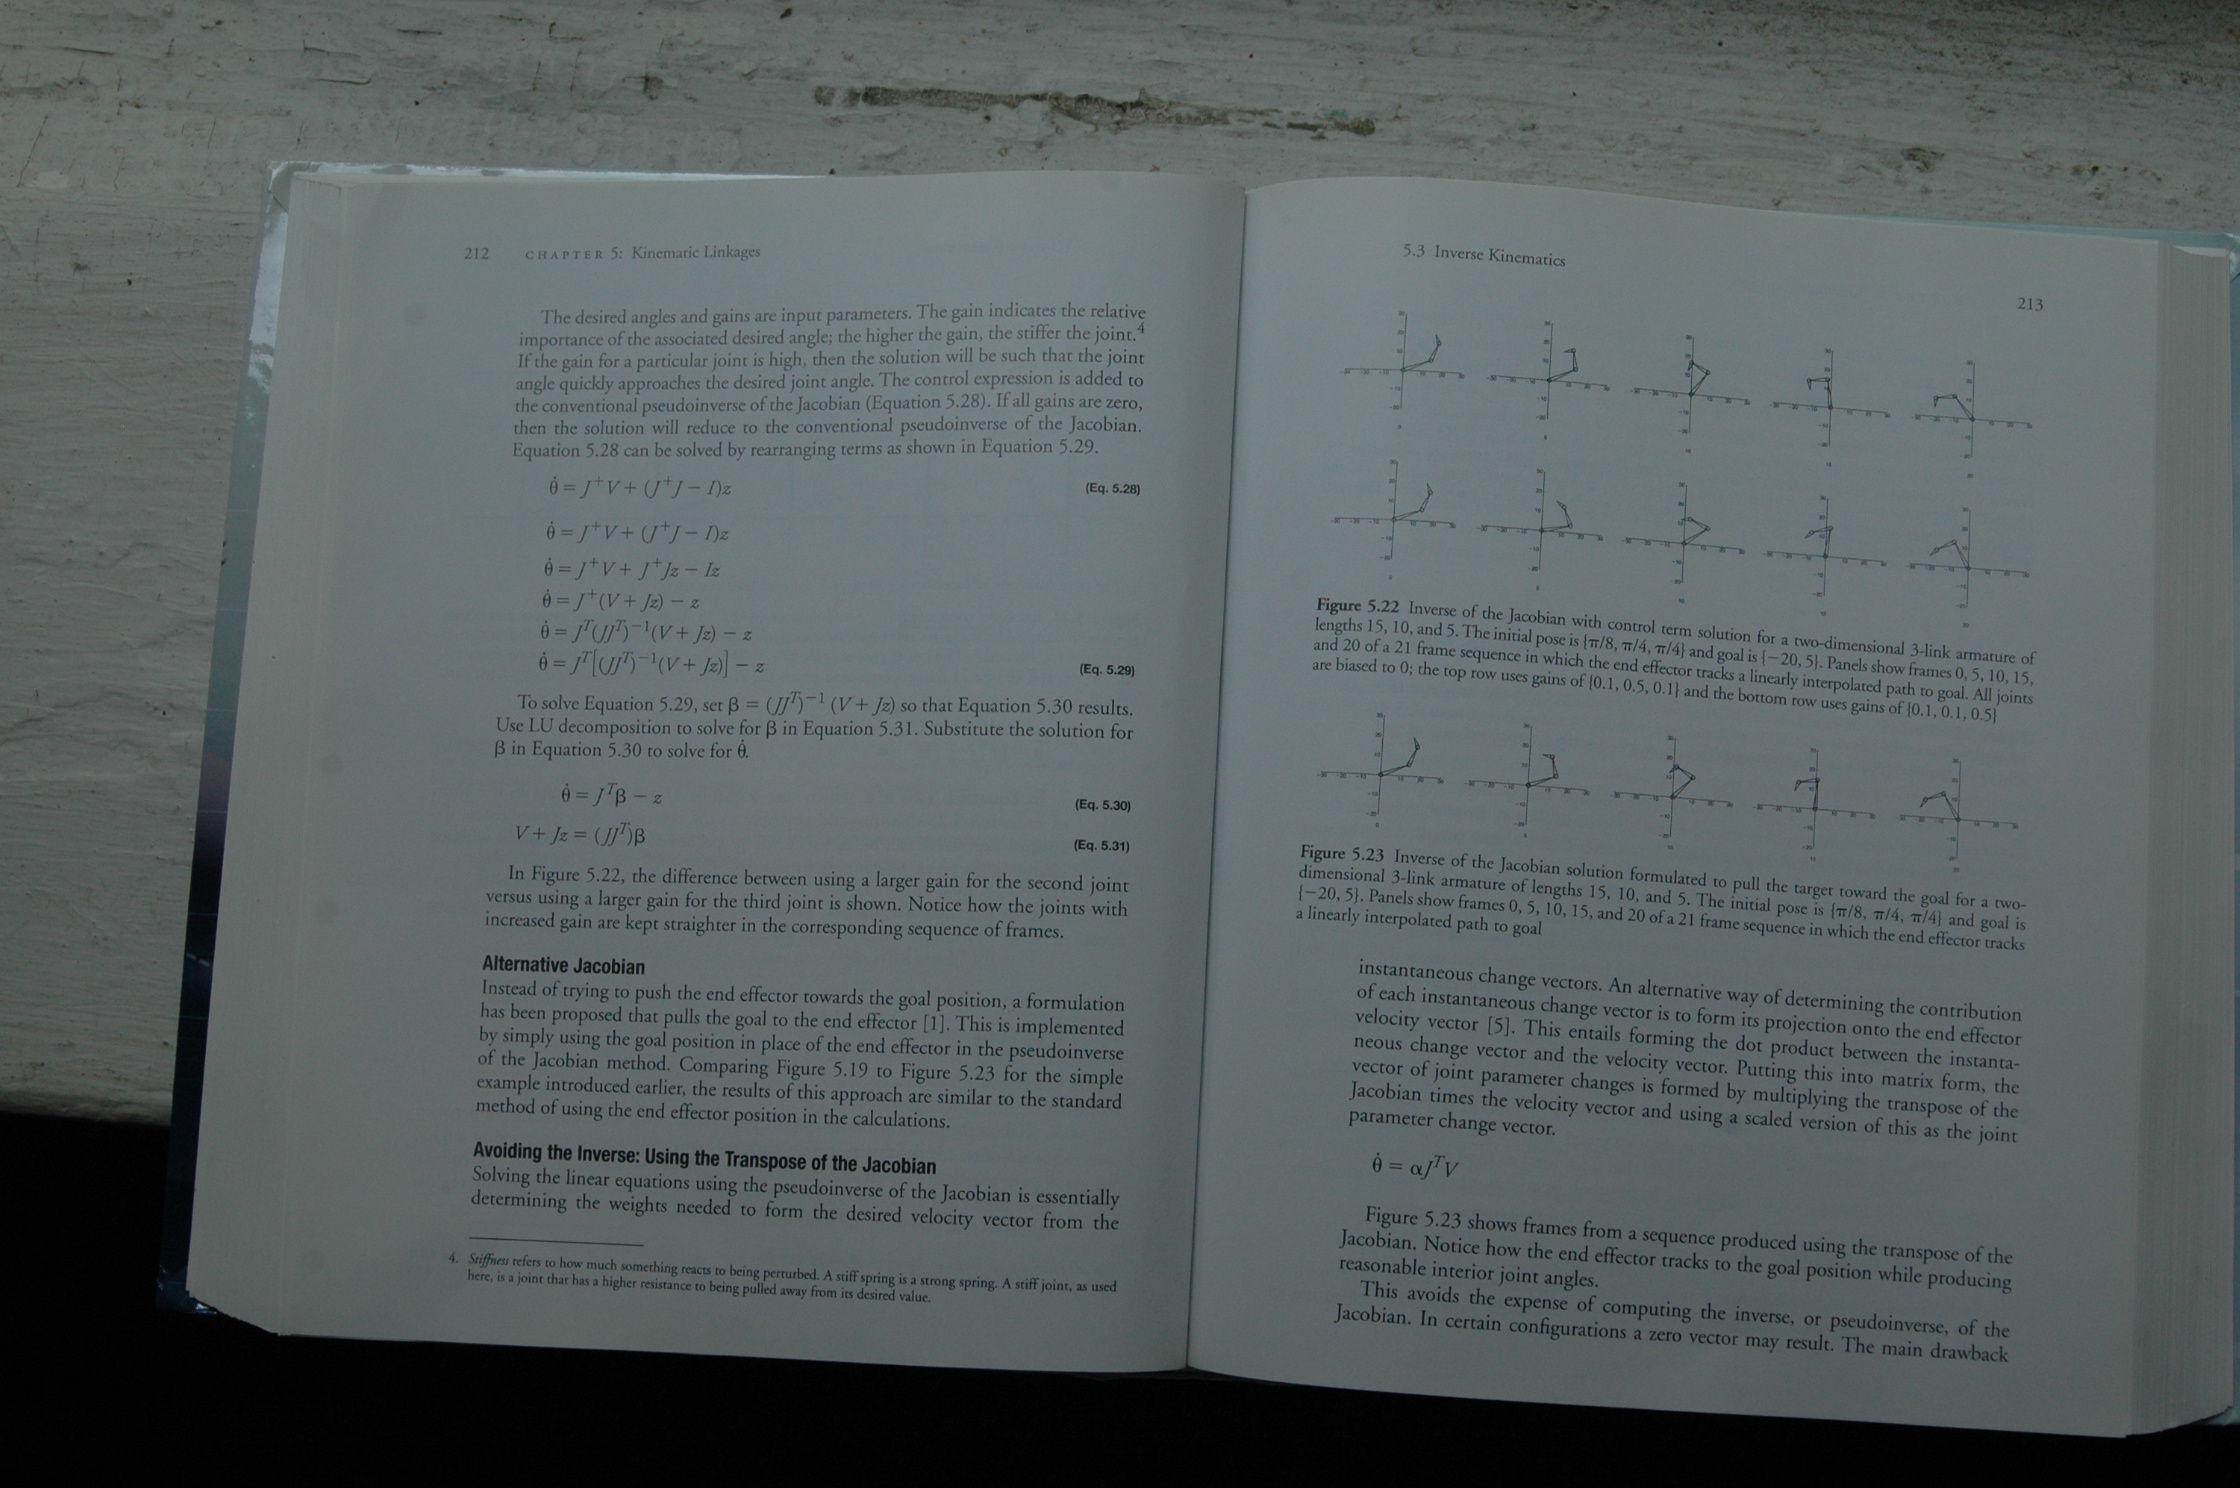 212 CHAPTER 5: Kinematic Linkages
The desired angles and gains are input parameters. The gain indicates the relative
importance of the associated desired angle; the higher the gain, the stiffer the joint.4
If the gain for a particular joint is high, then the solution will be such that the joint
angle quickly approaches the desired joint angle. The control expression is added to
the conventional pseudoinverse of the Jacobian (Equation 5.28). If all gains are zero,
then the solution will reduce to the conventional pseudoinverse of the Jacobian.
Equation 5.28 can be solved by rearranging terms as shown in Equation 5.29.
θ̇ = J⁺V + (J⁺J − I)z (Eq. 5.28)
θ̇ = J⁺V + (J⁺J − I)z
θ̇ = J⁺V + J⁺Jz − Iz
θ̇ = J⁺(V + Jz) − z
θ̇ = Jᵀ(JJᵀ)⁻¹(V + Jz) − z
θ̇ = Jᵀ[(JJᵀ)⁻¹(V + Jz)] − z (Eq. 5.29)
To solve Equation 5.29, set β = (JJᵀ)⁻¹ (V + Jz) so that Equation 5.30 results.
Use LU decomposition to solve for β in Equation 5.31. Substitute the solution for
β in Equation 5.30 to solve for θ̇.
θ̇ = Jᵀβ − z (Eq. 5.30)
V + Jz = (JJᵀ)β (Eq. 5.31)
In Figure 5.22, the difference between using a larger gain for the second joint
versus using a larger gain for the third joint is shown. Notice how the joints with
increased gain are kept straighter in the corresponding sequence of frames.
Alternative Jacobian
Instead of trying to push the end effector towards the goal position, a formulation
has been proposed that pulls the goal to the end effector [1]. This is implemented
by simply using the goal position in place of the end effector in the pseudoinverse
of the Jacobian method. Comparing Figure 5.19 to Figure 5.23 for the simple
example introduced earlier, the results of this approach are similar to the standard
method of using the end effector position in the calculations.
Avoiding the Inverse: Using the Transpose of the Jacobian
Solving the linear equations using the pseudoinverse of the Jacobian is essentially
determining the weights needed to form the desired velocity vector from the
4. Stiffness refers to how much something reacts to being perturbed. A stiff spring is a strong spring. A stiff joint, as used
here, is a joint that has a higher resistance to being pulled away from its desired value.
5.3 Inverse Kinematics
213
Figure 5.22 Inverse of the Jacobian with control term solution for a two-dimensional 3-link armature of
lengths 15, 10, and 5. The initial pose is {π/8, π/4, π/4} and goal is {−20, 5}. Panels show frames 0, 5, 10, 15,
and 20 of a 21 frame sequence in which the end effector tracks a linearly interpolated path to goal. All joints
are biased to 0; the top row uses gains of {0.1, 0.5, 0.1} and the bottom row uses gains of {0.1, 0.1, 0.5}
Figure 5.23 Inverse of the Jacobian solution formulated to pull the target toward the goal for a two-
dimensional 3-link armature of lengths 15, 10, and 5. The initial pose is {π/8, π/4, π/4} and goal is
{−20, 5}. Panels show frames 0, 5, 10, 15, and 20 of a 21 frame sequence in which the end effector tracks
a linearly interpolated path to goal
instantaneous change vectors. An alternative way of determining the contribution
of each instantaneous change vector is to form its projection onto the end effector
velocity vector [5]. This entails forming the dot product between the instanta-
neous change vector and the velocity vector. Putting this into matrix form, the
vector of joint parameter changes is formed by multiplying the transpose of the
Jacobian times the velocity vector and using a scaled version of this as the joint
parameter change vector.
θ̇ = αJᵀV
Figure 5.23 shows frames from a sequence produced using the transpose of the
Jacobian. Notice how the end effector tracks to the goal position while producing
reasonable interior joint angles.
This avoids the expense of computing the inverse, or pseudoinverse, of the
Jacobian. In certain configurations a zero vector may result. The main drawback